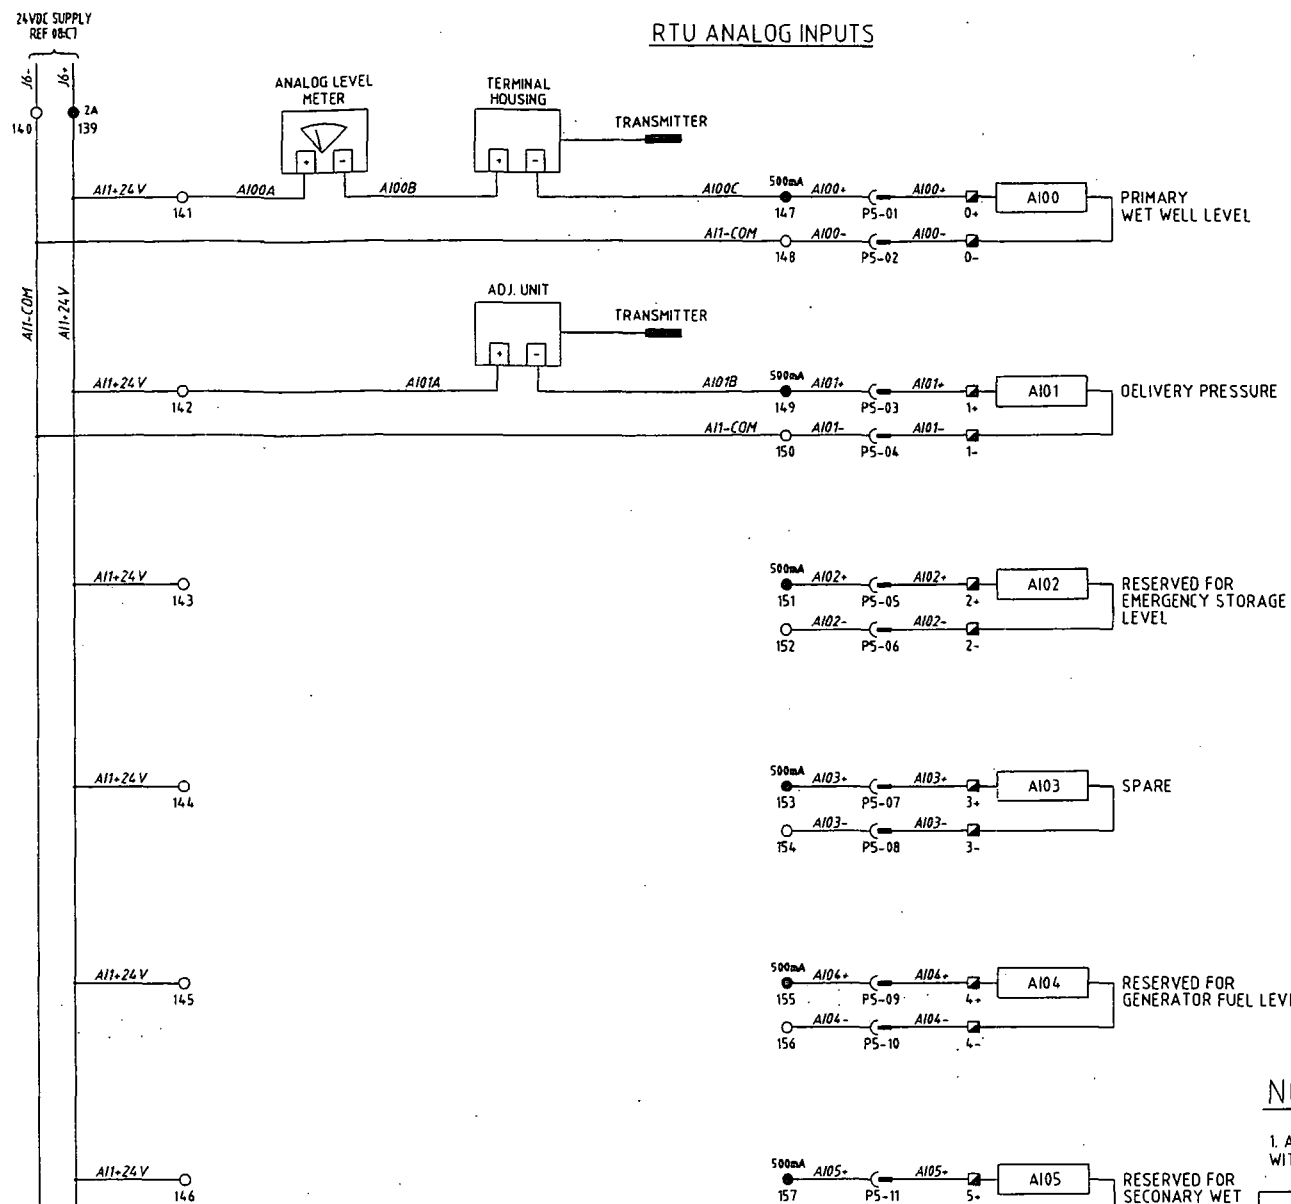 RTU ANALOG INPUTS
24VDC SUPPLY
REF 08-C7
J6-
J6+
140
2A
139
ANALOG LEVEL
METER
+ -
TERMINAL
HOUSING
+ -
TRANSMITTER
AI1+24V
141
AI00A
AI00B
AI00C
500mA
147
AI00+
P5-01
AI00+
0+
AI00
PRIMARY
WET WELL LEVEL
AI1-COM
148
AI00-
P5-02
AI00-
0-
AI1-COM
AI1+24V
ADJ. UNIT
+ -
TRANSMITTER
AI1+24V
142
AI01A
AI01B
500mA
149
AI01+
P5-03
AI01+
1+
AI01
DELIVERY PRESSURE
AI1-COM
150
AI01-
P5-04
AI01-
1-
AI1+24V
143
500mA
151
AI02+
P5-05
AI02+
2+
AI02
RESERVED FOR
EMERGENCY STORAGE
LEVEL
152
AI02-
P5-06
AI02-
2-
AI1+24V
144
500mA
153
AI03+
P5-07
AI03+
3+
AI03
SPARE
154
AI03-
P5-08
AI03-
3-
AI1+24V
145
500mA
155
AI04+
P5-09
AI04+
4+
AI04
RESERVED FOR
GENERATOR FUEL LEV
156
AI04-
P5-10
AI04-
4-
1. A
WIT
AI1+24V
146
500mA
157
AI05+
P5-11
AI05+
5+
AI05
RESERVED FOR
SECONARY WET